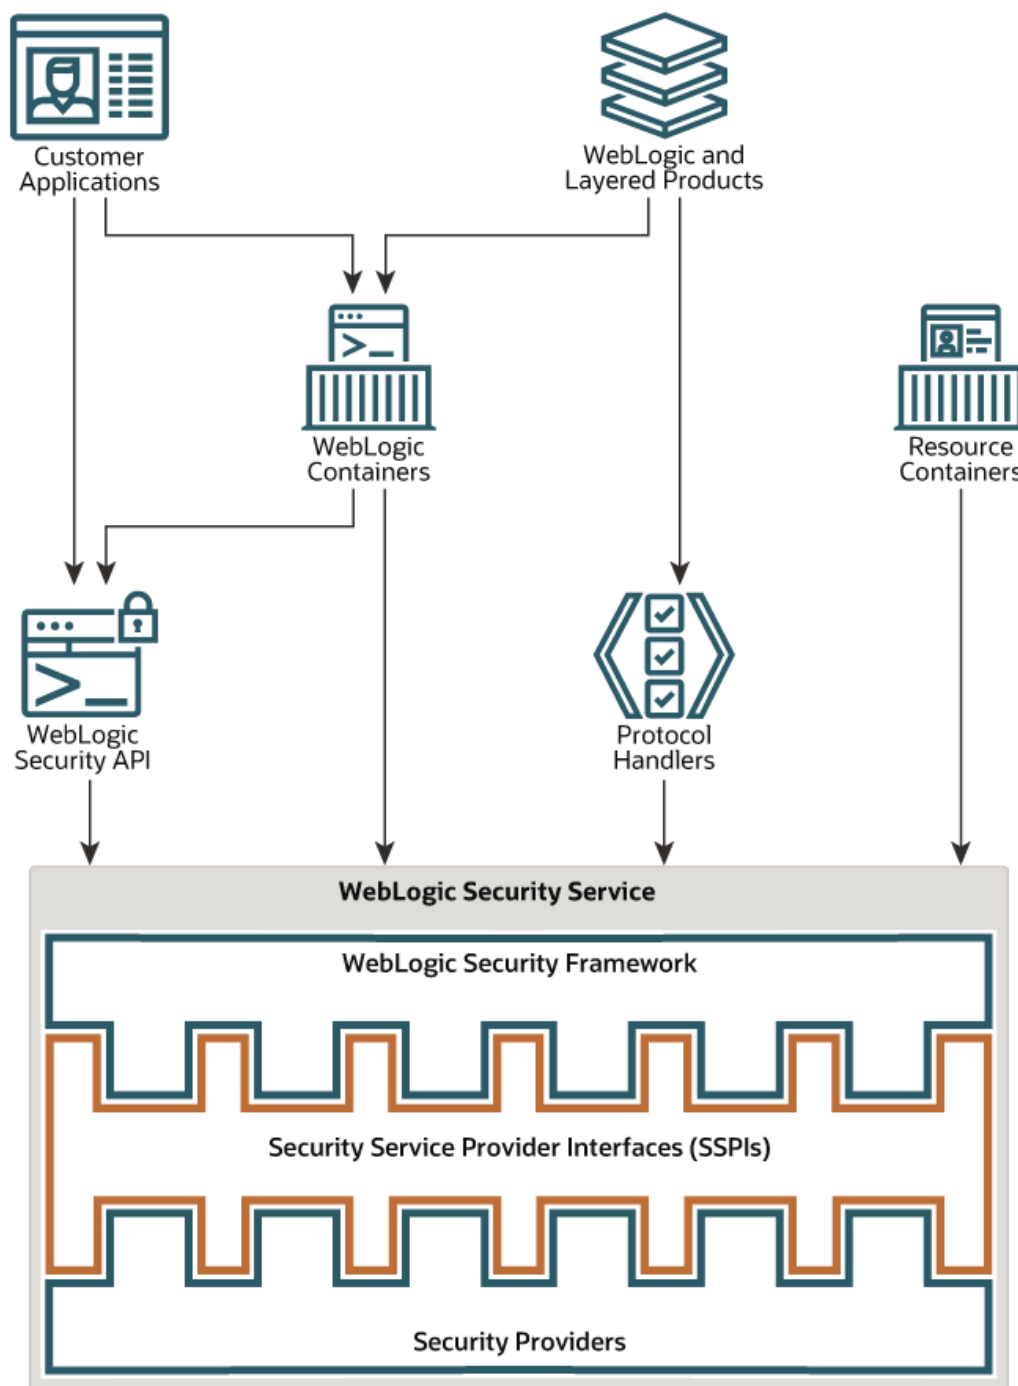 Customer
Applications
WebLogic and
Layered Products
WebLogic
Containers
Resource
Containers
WebLogic
Security API
Protocol
Handlers
WebLogic Security Service
WebLogic Security Framework
Security Service Provider Interfaces (SSPIs)
Security Providers